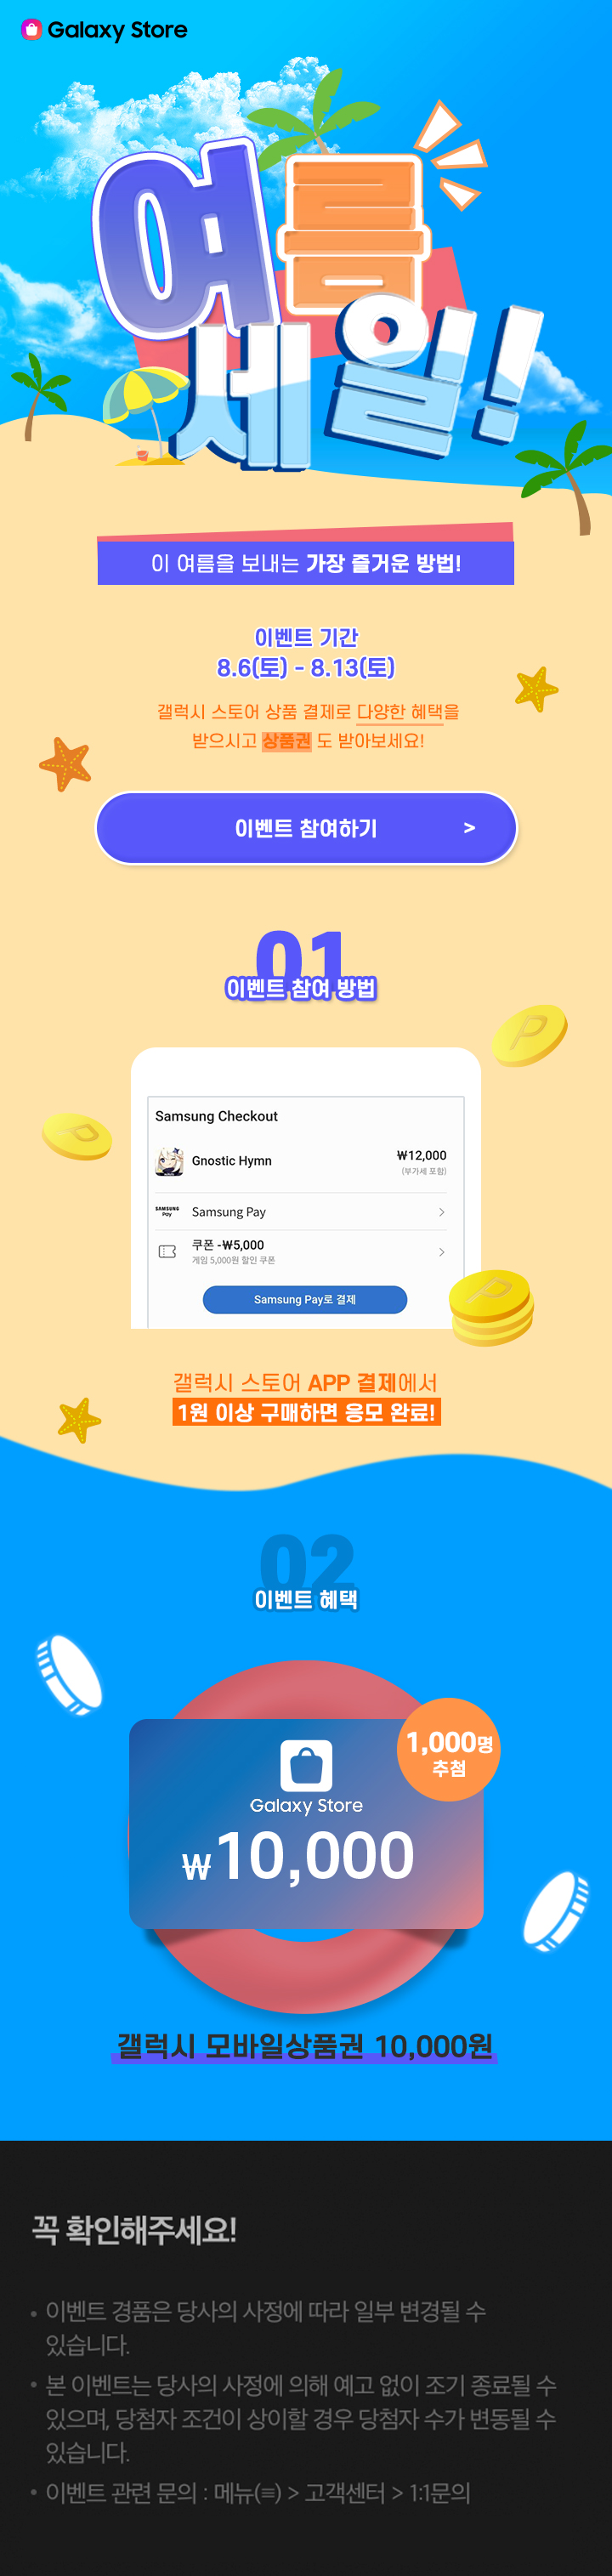 Galaxy Store
여름
세일!
이 여름을 보내는 가장 즐거운 방법!
이벤트 기간
8.6(토) - 8.13(토)
갤럭시 스토어 상품 결제로 다양한 혜택을
받으시고 상품권 도 받아보세요!
이벤트 참여하기 >
01
이벤트 참여 방법
Samsung Checkout
Gnostic Hymn ₩12,000
(부가세 포함)
SAMSUNG
Pay
Samsung Pay
쿠폰 -₩5,000
게임 5,000원 할인 쿠폰
Samsung Pay로 결제
갤럭시 스토어 APP 결제에서
1원 이상 구매하면 응모 완료!
02
이벤트 혜택
1,000명
추첨
Galaxy Store
₩10,000
갤럭시 모바일상품권 10,000원
꼭 확인해주세요!
• 이벤트 경품은 당사의 사정에 따라 일부 변경될 수
있습니다.
• 본 이벤트는 당사의 사정에 의해 예고 없이 조기 종료될 수
있으며, 당첨자 조건이 상이할 경우 당첨자 수가 변동될 수
있습니다.
• 이벤트 관련 문의 : 메뉴(≡) > 고객센터 > 1:1문의